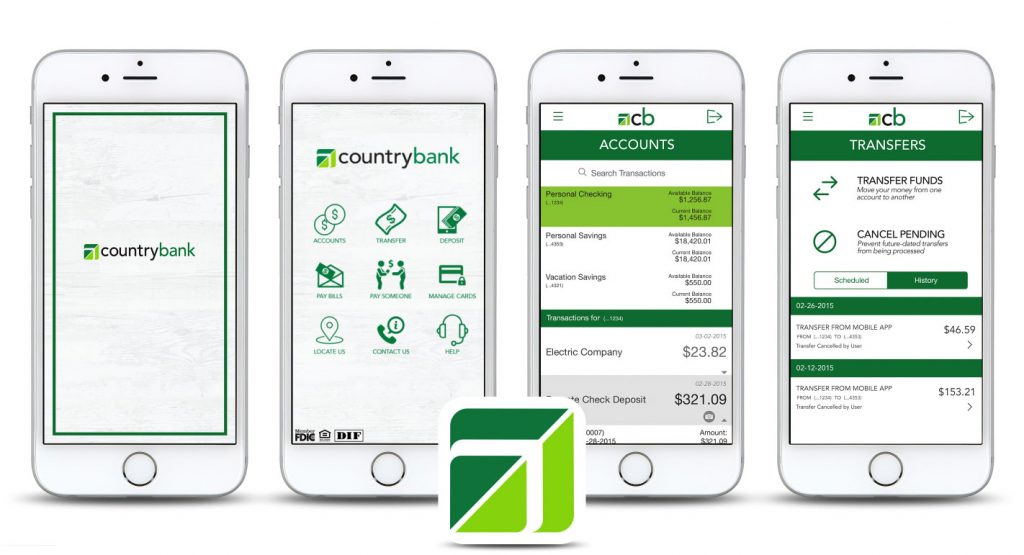 countrybank
countrybank
ACCOUNTS
TRANSFER
DEPOSIT
PAY BILLS
PAY SOMEONE
MANAGE CARDS
LOCATE US
CONTACT US
HELP
Member
FDIC
DIF
cb
ACCOUNTS
Search Transactions
Personal Checking
(...1234)
Available Balance
$1,256.87
Current Balance
$1,456.87
Personal Savings
(...4353)
Available Balance
$18,420.01
Current Balance
$18,420.01
Vacation Savings
(...4321)
Available Balance
$550.00
Current Balance
$550.00
Transactions for (...1234)
03-02-2015
Electric Company $23.82
02-28-2015
te Check Deposit $321.09
0007) Amount:
-28-2015 $321.09
cb
TRANSFERS
TRANSFER FUNDS
Move your money from one
account to another
CANCEL PENDING
Prevent future-dated transfers
from being processed
Scheduled History
02-26-2015
TRANSFER FROM MOBILE APP $46.59
FROM (...1234) TO (...4353)
Transfer Cancelled by User
02-12-2015
TRANSFER FROM MOBILE APP $153.21
FROM (...1234) TO (...4353)
Transfer Cancelled by User